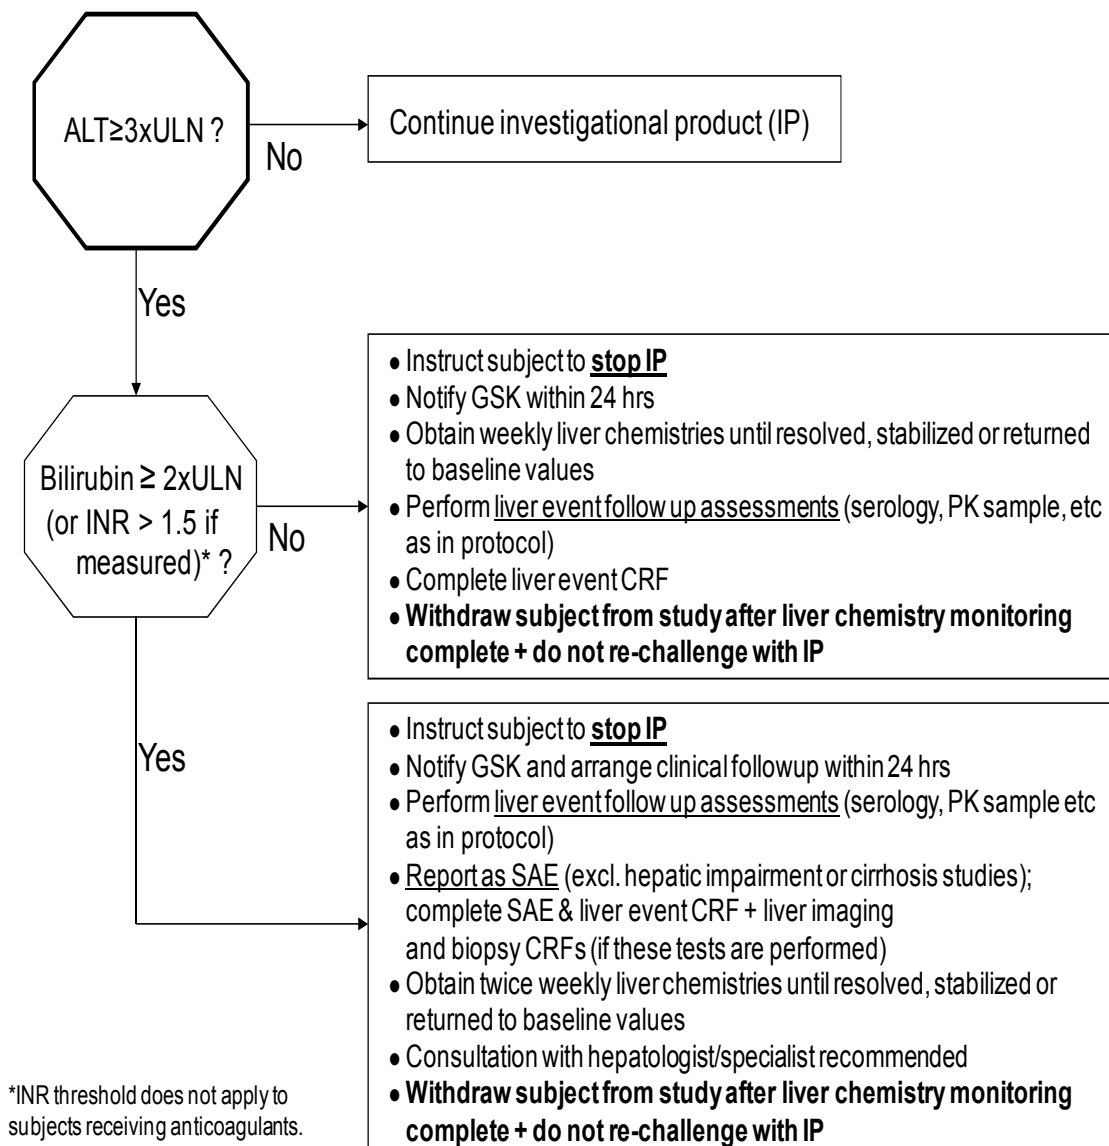 ALT≥3xULN ?
No
Continue investigational product (IP)
Yes
Bilirubin ≥ 2xULN
(or INR > 1.5 if
measured)* ?
No
• Instruct subject to stop IP
• Notify GSK within 24 hrs
• Obtain weekly liver chemistries until resolved, stabilized or returned
to baseline values
• Perform liver event follow up assessments (serology, PK sample, etc
as in protocol)
• Complete liver event CRF
• Withdraw subject from study after liver chemistry monitoring
complete + do not re-challenge with IP
Yes
• Instruct subject to stop IP
• Notify GSK and arrange clinical followup within 24 hrs
• Perform liver event follow up assessments (serology, PK sample etc
as in protocol)
• Report as SAE (excl. hepatic impairment or cirrhosis studies);
complete SAE & liver event CRF + liver imaging
and biopsy CRFs (if these tests are performed)
• Obtain twice weekly liver chemistries until resolved, stabilized or
returned to baseline values
• Consultation with hepatologist/specialist recommended
• Withdraw subject from study after liver chemistry monitoring
complete + do not re-challenge with IP
*INR threshold does not apply to
subjects receiving anticoagulants.